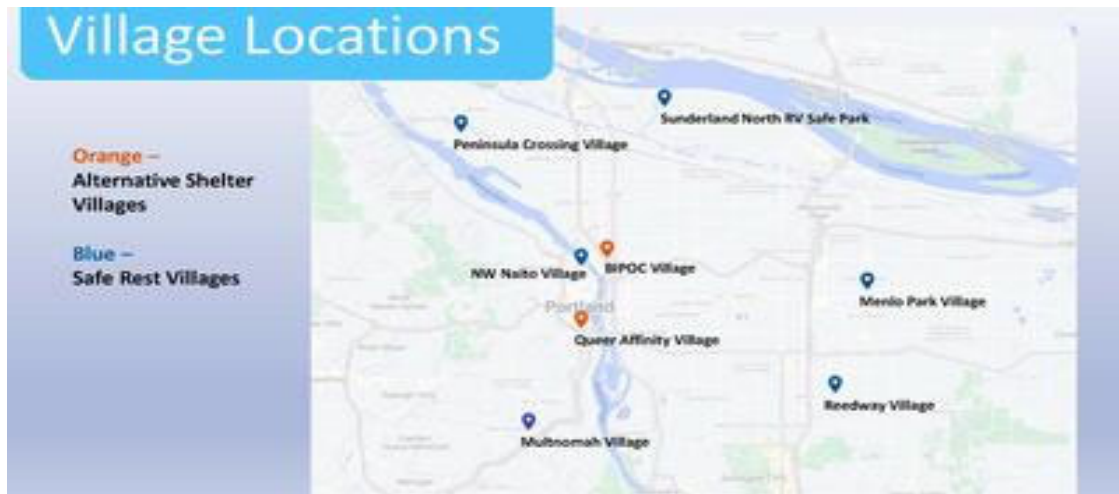 Village Locations
Orange –
Alternative Shelter
Villages
Blue –
Safe Rest Villages
Sunderland North RV Safe Park
Peninsula Crossing Village
NW Naito Village
BIPOC Village
Menlo Park Village
Portland
Queer Affinity Village
Reedway Village
Multnomah Village